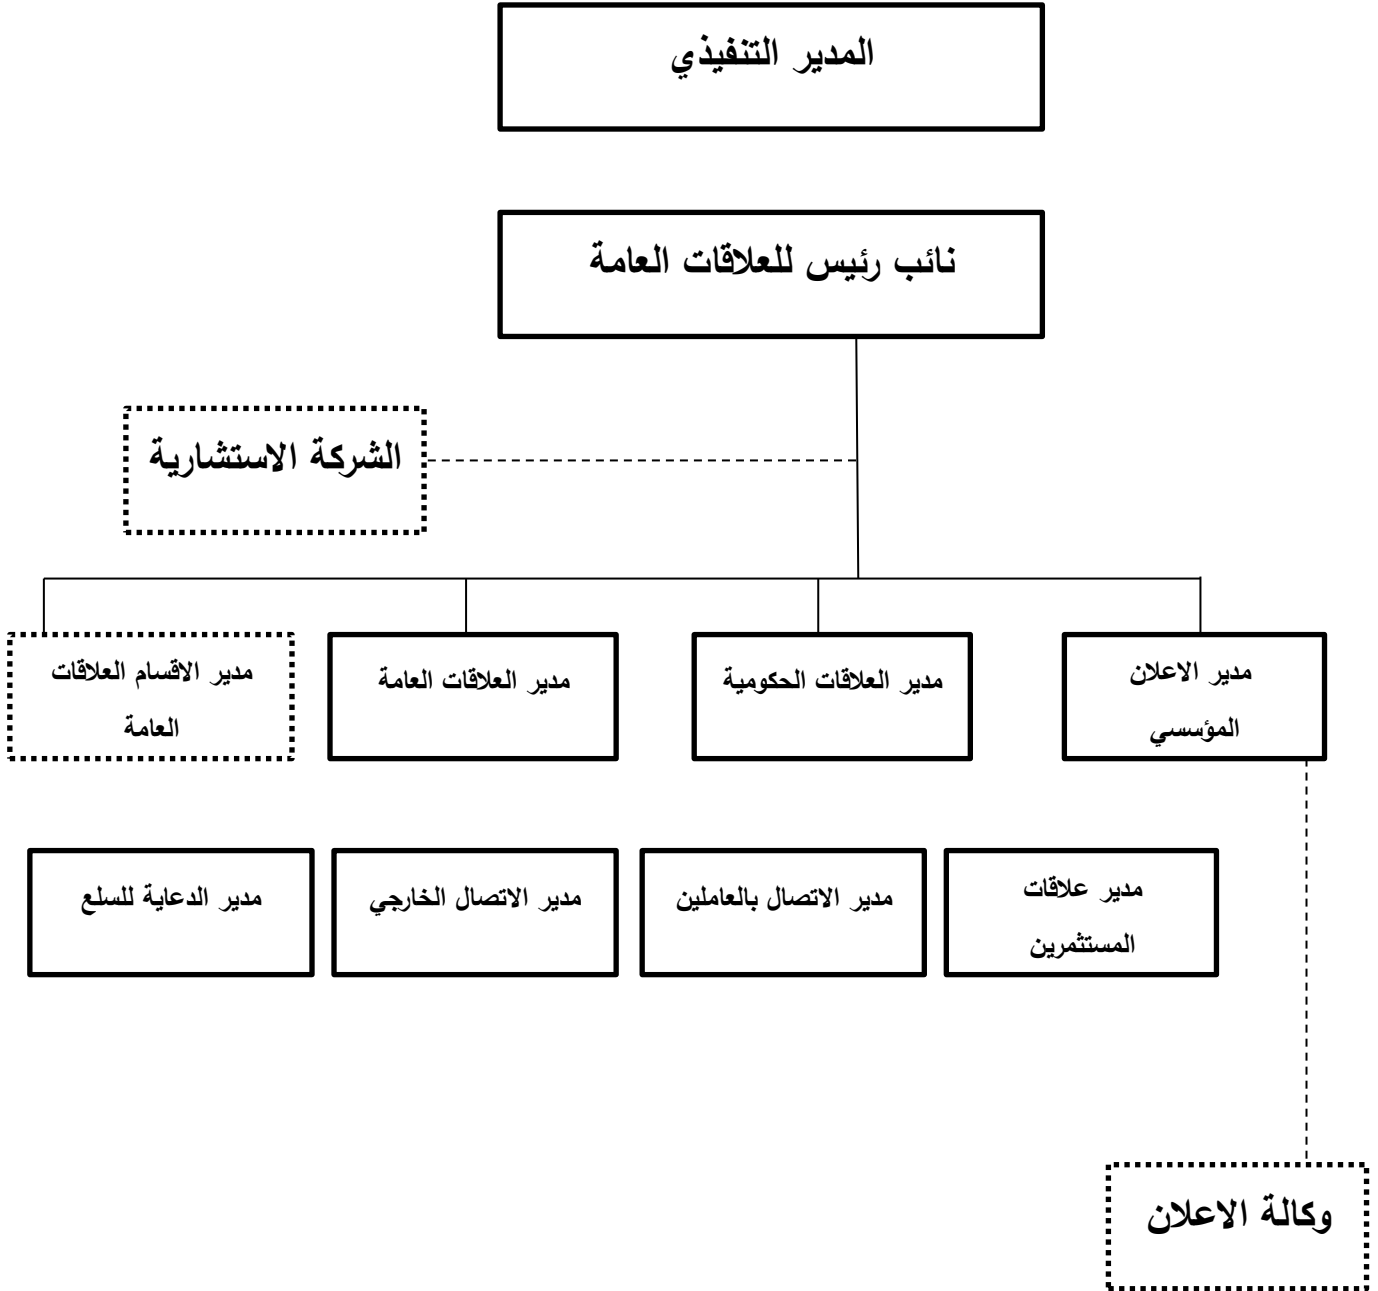 المدير التنفيذي
نائب رئيس للعلاقات العامة
الشركة الاستشارية
مدير الاعلان
المؤسسي
مدير العلاقات الحكومية
مدير العلاقات العامة
مدير الاقسام العلاقات
العامة
مدير علاقات
المستثمرين
مدير الاتصال بالعاملين
مدير الاتصال الخارجي
مدير الدعاية للسلع
وكالة الاعلان